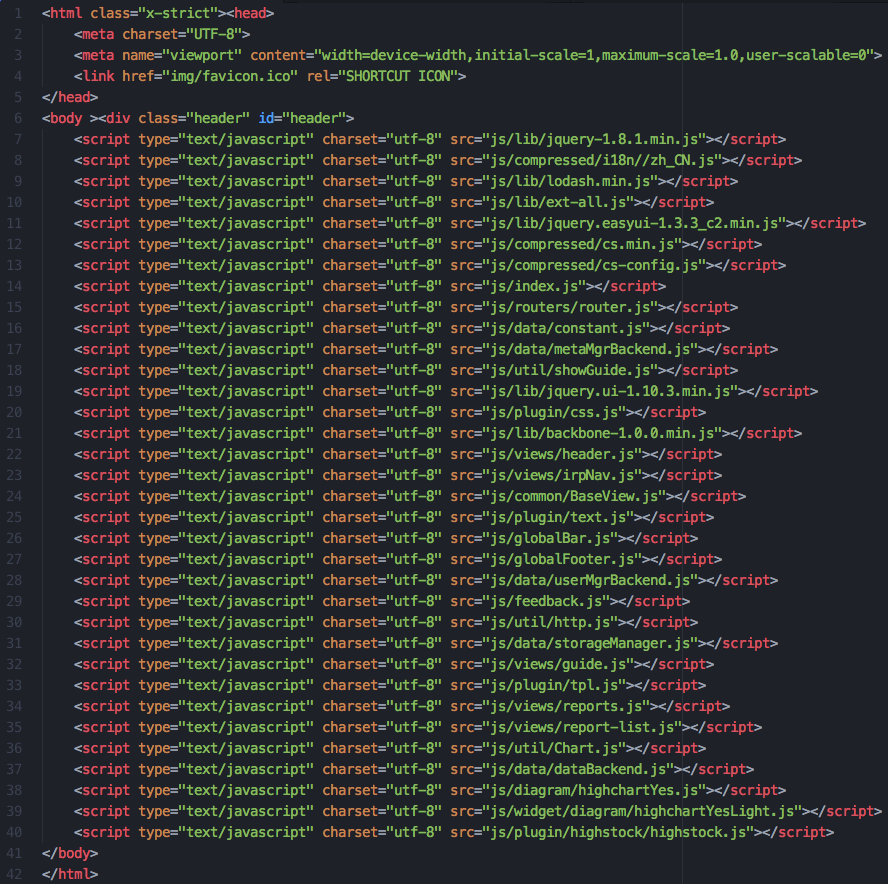 1 <html class="x-strict"><head>
2 <meta charset="UTF-8">
3 <meta name="viewport" content="width=device-width,initial-scale=1,maximum-scale=1.0,user-scalable=0">
4 <link href="img/favicon.ico" rel="SHORTCUT ICON">
5 </head>
6 <body ><div class="header" id="header">
7 <script type="text/javascript" charset="utf-8" src="js/lib/jquery-1.8.1.min.js"></script>
8 <script type="text/javascript" charset="utf-8" src="js/compressed/i18n//zh_CN.js"></script>
9 <script type="text/javascript" charset="utf-8" src="js/lib/lodash.min.js"></script>
10 <script type="text/javascript" charset="utf-8" src="js/lib/ext-all.js"></script>
11 <script type="text/javascript" charset="utf-8" src="js/lib/jquery.easyui-1.3.3_c2.min.js"></script>
12 <script type="text/javascript" charset="utf-8" src="js/compressed/cs.min.js"></script>
13 <script type="text/javascript" charset="utf-8" src="js/compressed/cs-config.js"></script>
14 <script type="text/javascript" charset="utf-8" src="js/index.js"></script>
15 <script type="text/javascript" charset="utf-8" src="js/routers/router.js"></script>
16 <script type="text/javascript" charset="utf-8" src="js/data/constant.js"></script>
17 <script type="text/javascript" charset="utf-8" src="js/data/metaMgrBackend.js"></script>
18 <script type="text/javascript" charset="utf-8" src="js/util/showGuide.js"></script>
19 <script type="text/javascript" charset="utf-8" src="js/lib/jquery.ui-1.10.3.min.js"></script>
20 <script type="text/javascript" charset="utf-8" src="js/plugin/css.js"></script>
21 <script type="text/javascript" charset="utf-8" src="js/lib/backbone-1.0.0.min.js"></script>
22 <script type="text/javascript" charset="utf-8" src="js/views/header.js"></script>
23 <script type="text/javascript" charset="utf-8" src="js/views/irpNav.js"></script>
24 <script type="text/javascript" charset="utf-8" src="js/common/BaseView.js"></script>
25 <script type="text/javascript" charset="utf-8" src="js/plugin/text.js"></script>
26 <script type="text/javascript" charset="utf-8" src="js/globalBar.js"></script>
27 <script type="text/javascript" charset="utf-8" src="js/globalFooter.js"></script>
28 <script type="text/javascript" charset="utf-8" src="js/data/userMgrBackend.js"></script>
29 <script type="text/javascript" charset="utf-8" src="js/feedback.js"></script>
30 <script type="text/javascript" charset="utf-8" src="js/util/http.js"></script>
31 <script type="text/javascript" charset="utf-8" src="js/data/storageManager.js"></script>
32 <script type="text/javascript" charset="utf-8" src="js/views/guide.js"></script>
33 <script type="text/javascript" charset="utf-8" src="js/plugin/tpl.js"></script>
34 <script type="text/javascript" charset="utf-8" src="js/views/reports.js"></script>
35 <script type="text/javascript" charset="utf-8" src="js/views/report-list.js"></script>
36 <script type="text/javascript" charset="utf-8" src="js/util/Chart.js"></script>
37 <script type="text/javascript" charset="utf-8" src="js/data/dataBackend.js"></script>
38 <script type="text/javascript" charset="utf-8" src="js/diagram/highchartYes.js"></script>
39 <script type="text/javascript" charset="utf-8" src="js/widget/diagram/highchartYesLight.js"></script>
40 <script type="text/javascript" charset="utf-8" src="js/plugin/highstock/highstock.js"></script>
41 </body>
42 </html>